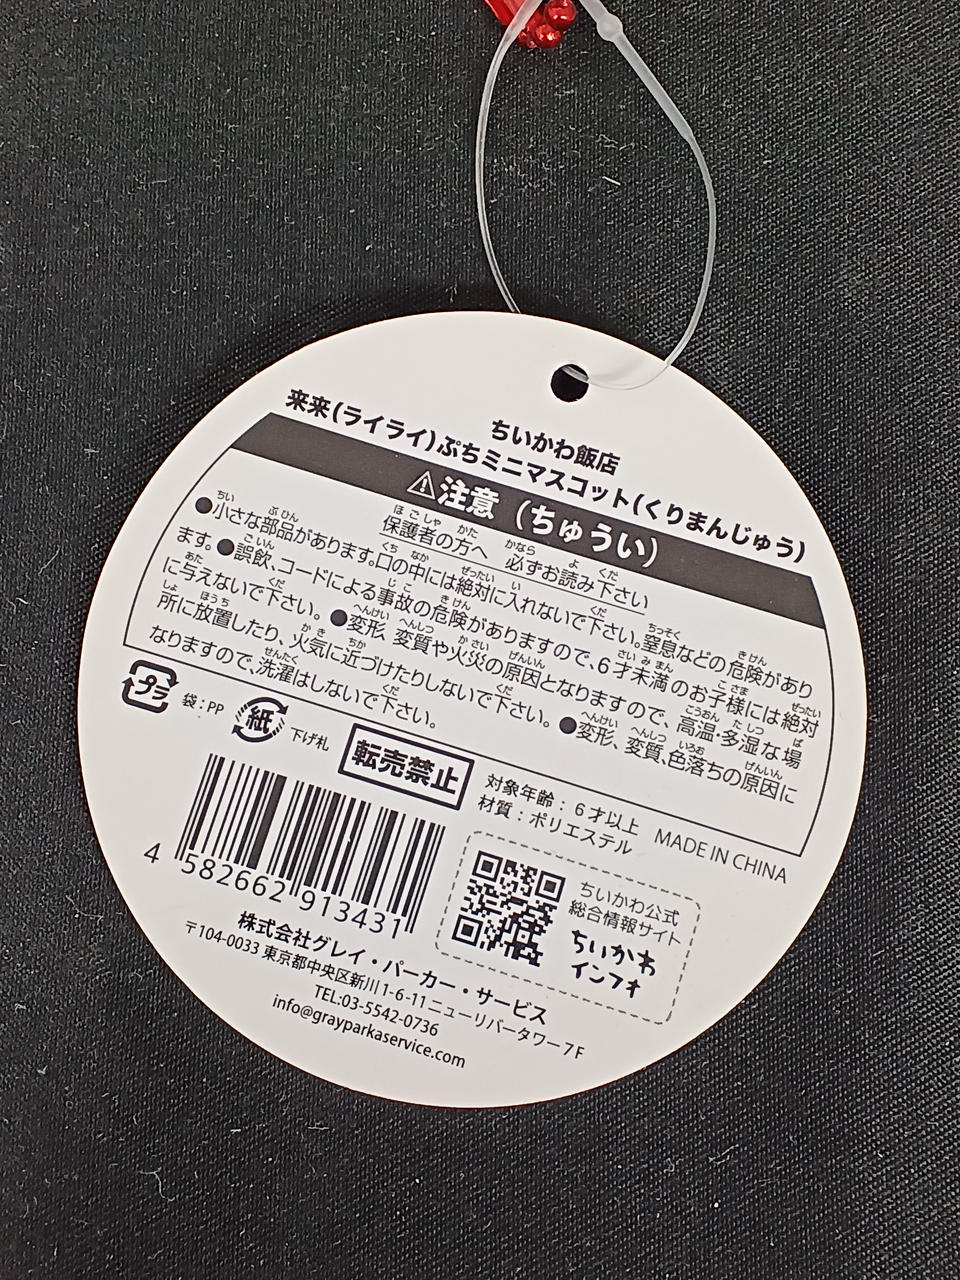 ちいかわ飯店
来来(ライライ)ぷちミニマスコット(くりまんじゅう)
⚠注意(ちゅうい)
保護者の方へ 必ずお読み下さい
●小さな部品があります。口の中には絶対に入れないで下さい。窒息などの危険があり
ます。●誤飲、コードによる事故の危険がありますので、6才未満のお子様には絶対
に与えないで下さい。●変形、変質や火災の原因となりますので、高温・多湿な場
所に放置したり、火気に近づけたりしないで下さい。●変形、変質、色落ちの原因に
なりますので、洗濯はしないで下さい。
プラ 袋:PP 紙 下げ札
転売禁止
対象年齢:6才以上
材質:ポリエステル
MADE IN CHINA
4 582662 913431
ちいかわ公式
総合情報サイト
ちいかわ
インフォ
株式会社グレイ・パーカー・サービス
〒104-0033 東京都中央区新川1-6-11 ニューリバータワー7F
TEL:03-5542-0736
info@grayparkaservice.com